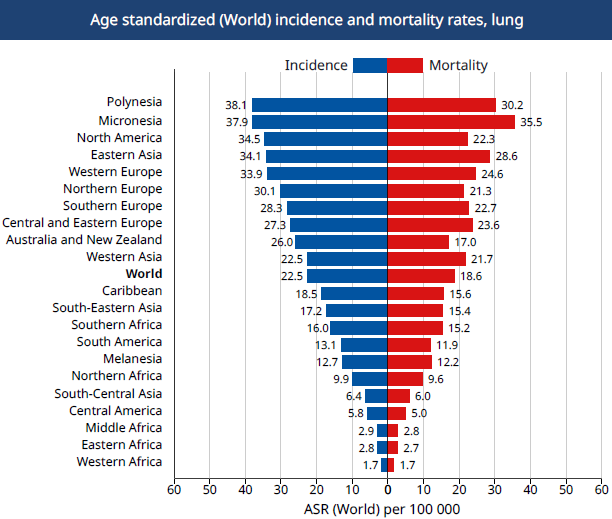 Age standardized (World) incidence and mortality rates, lung
Incidence Mortality
Polynesia 38.1 30.2
Micronesia 37.9 35.5
North America 34.5 22.3
Eastern Asia 34.1 28.6
Western Europe 33.9 24.6
Northern Europe 30.1 21.3
Southern Europe 28.3 22.7
Central and Eastern Europe 27.3 23.6
Australia and New Zealand 26.0 17.0
Western Asia 22.5 21.7
World 22.5 18.6
Caribbean 18.5 15.6
South-Eastern Asia 17.2 15.4
Southern Africa 16.0 15.2
South America 13.1 11.9
Melanesia 12.7 12.2
Northern Africa 9.9 9.6
South-Central Asia 6.4 6.0
Central America 5.8 5.0
Middle Africa 2.9 2.8
Eastern Africa 2.8 2.7
Western Africa 1.7 1.7
60 50 40 30 20 10 0 10 20 30 40 50 60
ASR (World) per 100 000